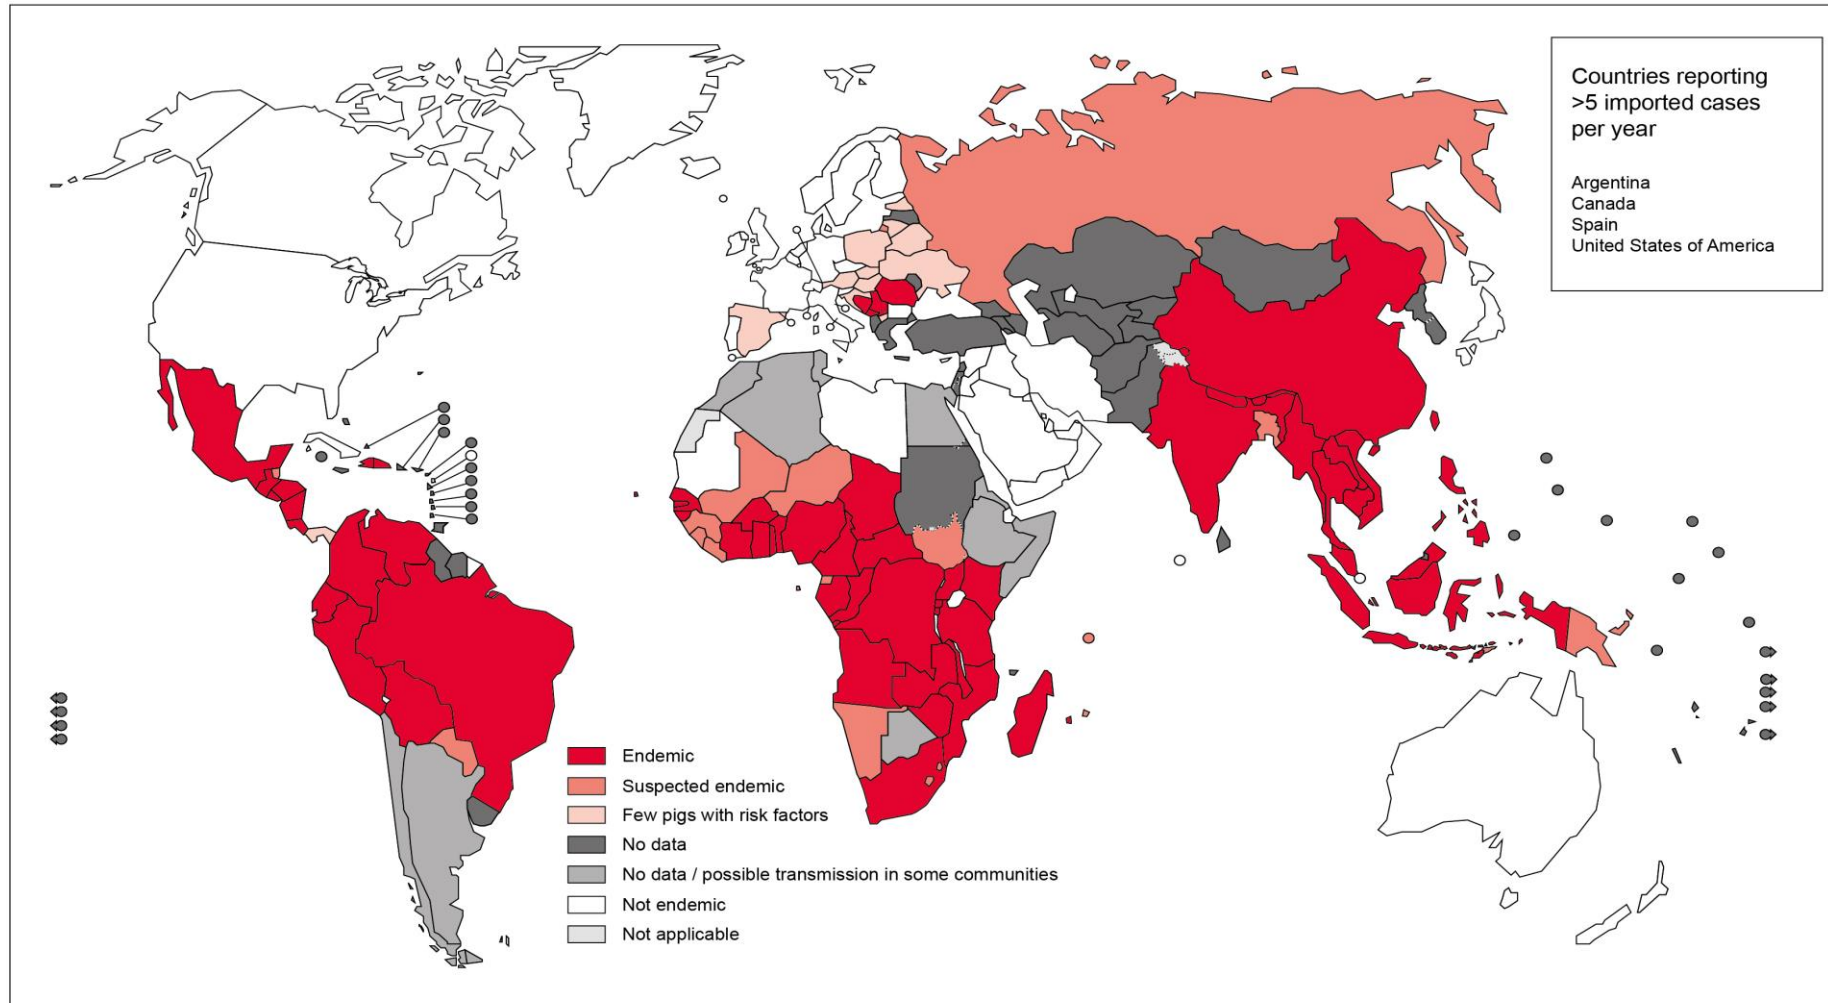 Countries reporting
>5 imported cases
per year
Argentina
Canada
Spain
United States of America
Endemic
Suspected endemic
Few pigs with risk factors
No data
No data / possible transmission in some communities
Not endemic
Not applicable